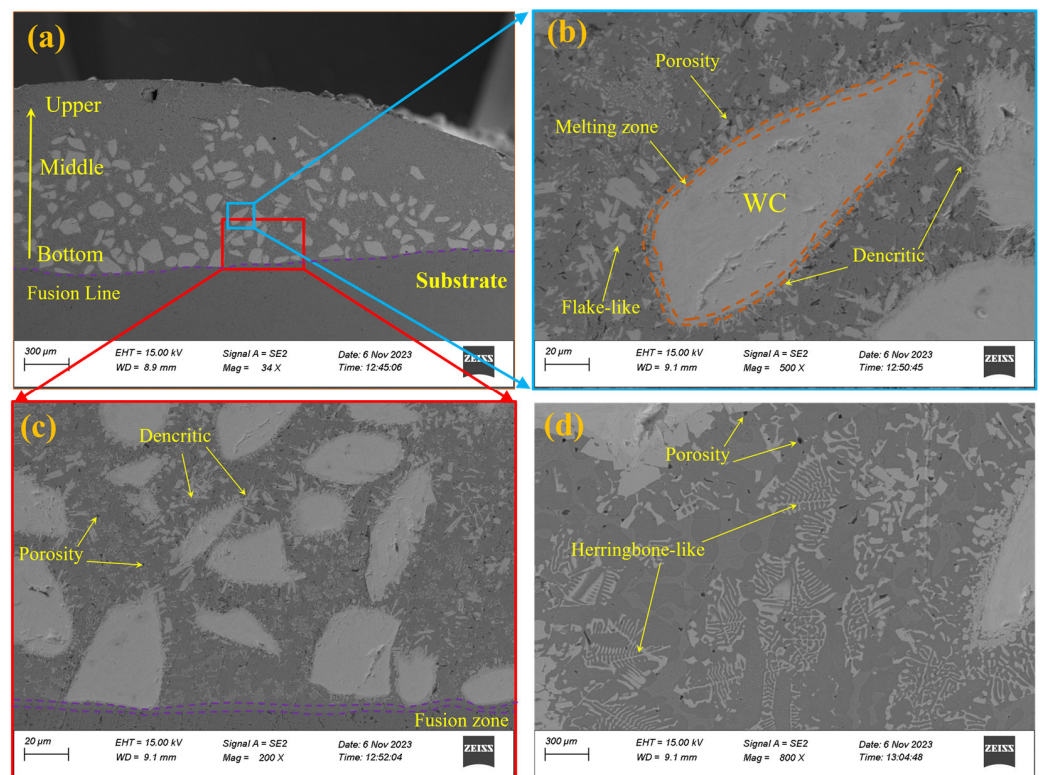 (a)
Upper
Middle
Bottom
Fusion Line
Substrate
300 µm
EHT = 15.00 kV
WD = 8.9 mm
Signal A = SE2
Mag = 34 X
Date: 6 Nov 2023
Time: 12:45:06
ZEISS
(b)
Porosity
Melting zone
WC
Dencritic
Flake-like
20 µm
EHT = 15.00 kV
WD = 9.1 mm
Signal A = SE2
Mag = 500 X
Date: 6 Nov 2023
Time: 12:50:45
ZEISS
(c)
Dencritic
Porosity
Fusion zone
20 µm
EHT = 15.00 kV
WD = 9.1 mm
Signal A = SE2
Mag = 200 X
Date: 6 Nov 2023
Time: 12:52:04
ZEISS
(d)
Porosity
Herringbone-like
300 µm
EHT = 15.00 kV
WD = 9.1 mm
Signal A = SE2
Mag = 800 X
Date: 6 Nov 2023
Time: 13:04:48
ZEISS